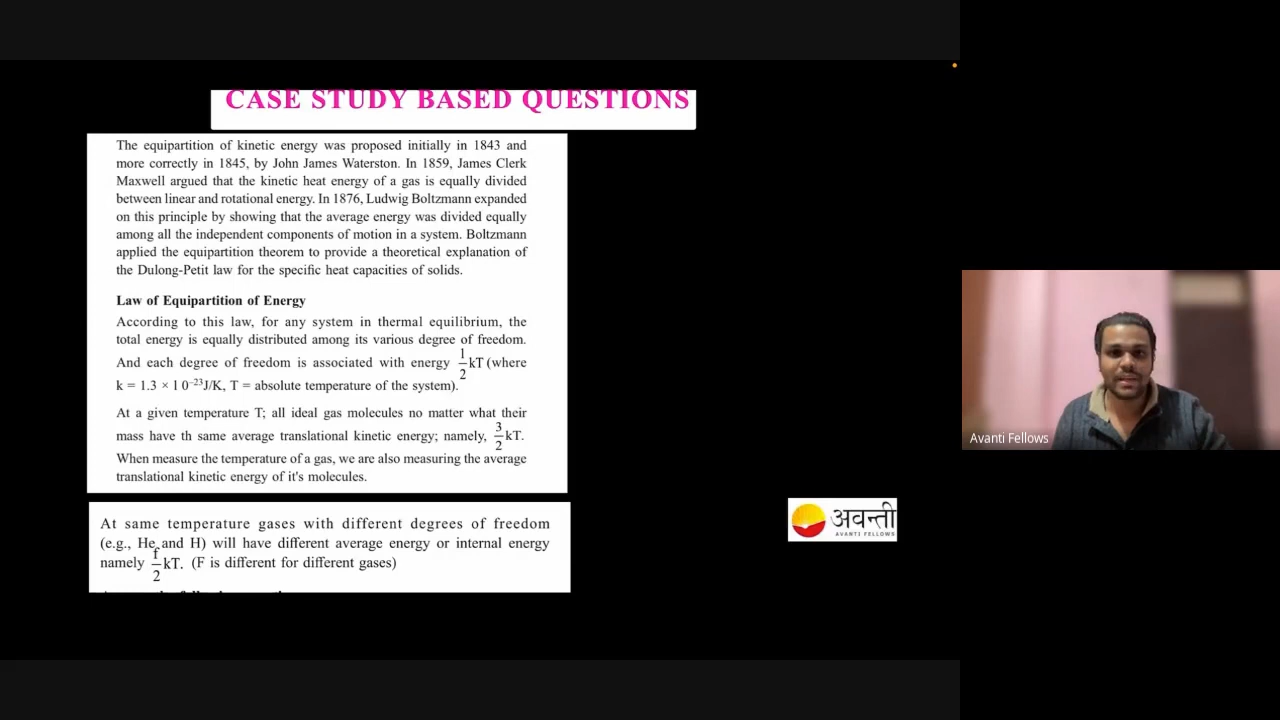 CASE STUDY BASED QUESTIONS
The equipartition of kinetic energy was proposed initially in 1843 and
more correctly in 1845, by John James Waterston. In 1859, James Clerk
Maxwell argued that the kinetic heat energy of a gas is equally divided
between linear and rotational energy. In 1876, Ludwig Boltzmann expanded
on this principle by showing that the average energy was divided equally
among all the independent components of motion in a system. Boltzmann
applied the equipartition theorem to provide a theoretical explanation of
the Dulong-Petit law for the specific heat capacities of solids.
Law of Equipartition of Energy
According to this law, for any system in thermal equilibrium, the
total energy is equally distributed among its various degree of freedom.
And each degree of freedom is associated with energy 1/2 kT (where
k = 1.3 × 10⁻²³J/K, T = absolute temperature of the system).
At a given temperature T; all ideal gas molecules no matter what their
mass have th same average translational kinetic energy; namely, 3/2 kT.
When measure the temperature of a gas, we are also measuring the average
translational kinetic energy of it's molecules.
At same temperature gases with different degrees of freedom
(e.g., He and H) will have different average energy or internal energy
namely f/2 kT. (F is different for different gases)
Avanti Fellows
अवन्ती
AVANTI FELLOWS